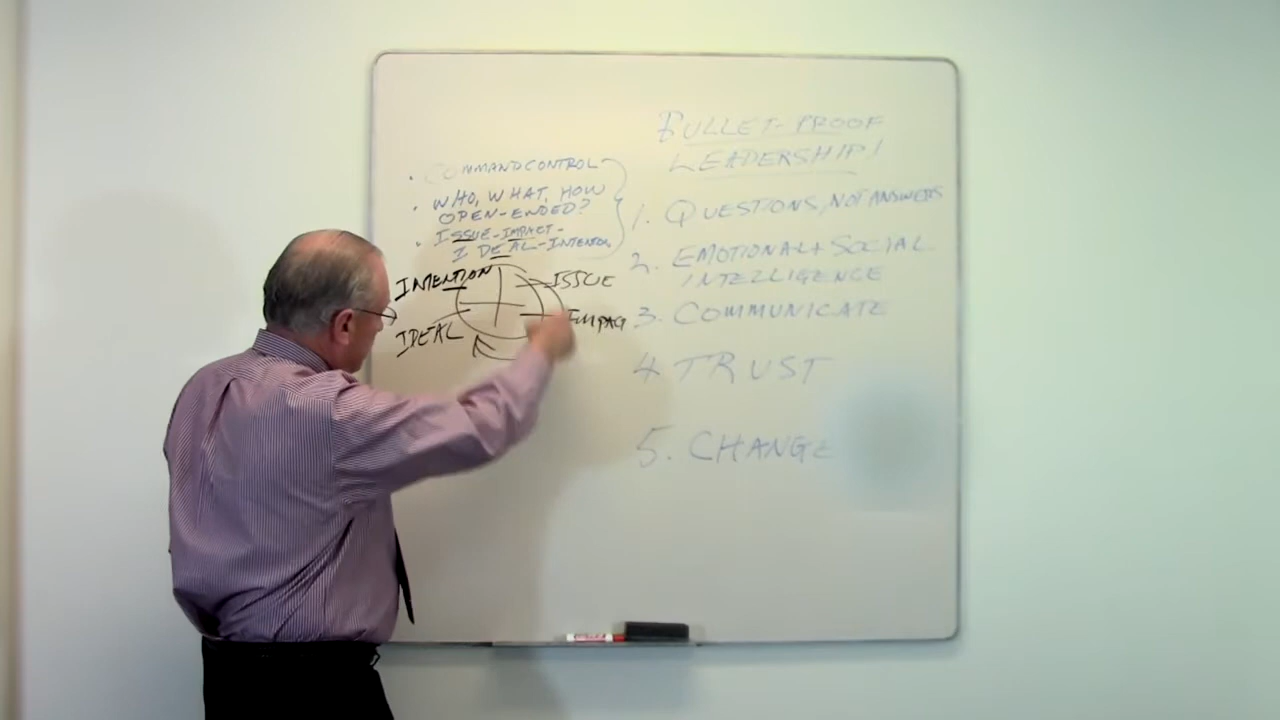 • COMMAND CONTROL
• WHO, WHAT, HOW
OPEN-ENDED?
• ISSUE-IMPACT-
IDEAL-INTENTION
INTENTION
ISSUE
IMPACT
IDEAL
BULLET-PROOF
LEADERSHIP!
1. QUESTIONS, NOT ANSWERS
2. EMOTIONAL + SOCIAL
INTELLIGENCE
3. COMMUNICATE
4 TRUST
5. CHANGE